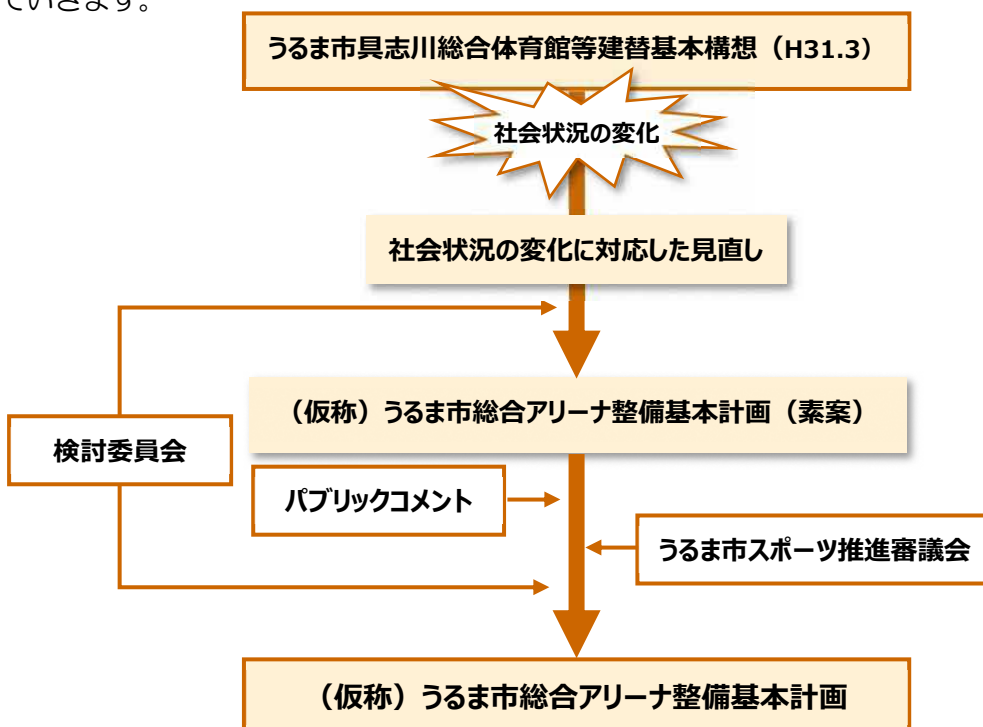 ていきます。
うるま市具志川総合体育館等建替基本構想（H31.3）
社会状況の変化
社会状況の変化に対応した見直し
（仮称）うるま市総合アリーナ整備基本計画（素案）
検討委員会
パブリックコメント
うるま市スポーツ推進審議会
（仮称）うるま市総合アリーナ整備基本計画